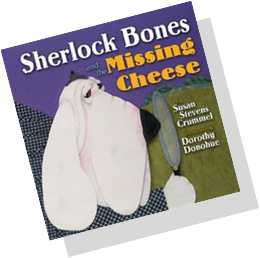 Sherlock Bones
and the Missing
Cheese
Susan
Stevens
Crummel
Dorothy
Donohue